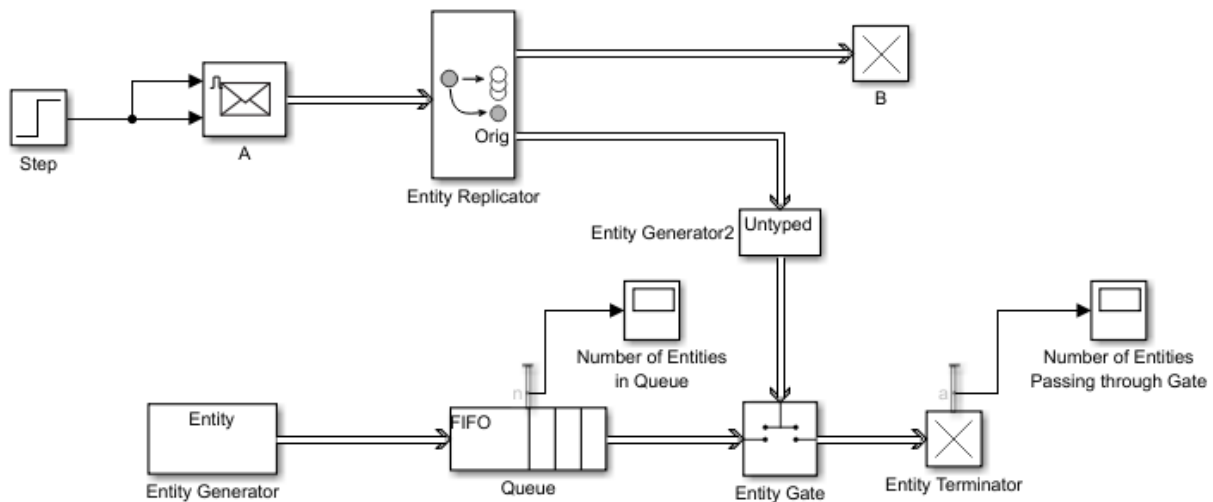 Step
A
Orig
Entity Replicator
B
Entity Generator2
Untyped
Number of Entities
in Queue
Number of Entities
Passing through Gate
n
a
Entity
Entity Generator
FIFO
Queue
Entity Gate
Entity Terminator